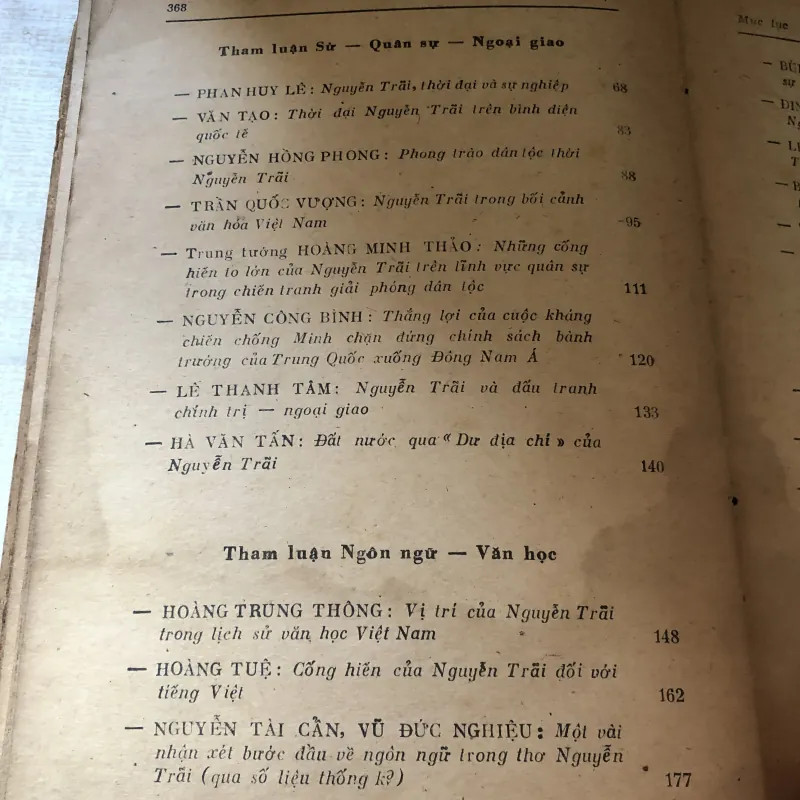 368
Tham luận Sử — Quân sự — Ngoại giao
— PHAN HUY LÊ : Nguyễn Trãi, thời đại và sự nghiệp 68
— VĂN TẠO : Thời đại Nguyễn Trãi trên bình diện
quốc tế 83
— NGUYỄN HỒNG PHONG : Phong trào dân tộc thời
Nguyễn Trãi 88
— TRẦN QUỐC VƯỢNG : Nguyễn Trãi trong bối cảnh
văn hóa Việt Nam 95
— Trung tướng HOÀNG MINH THẢO : Những cống
hiến to lớn của Nguyễn Trãi trên lĩnh vực quân sự
trong chiến tranh giải phóng dân tộc 111
— NGUYỄN CÔNG BÌNH : Thắng lợi của cuộc kháng
chiến chống Minh chặn đứng chính sách bành
trướng của Trung Quốc xuống Đông Nam Á 120
— LÊ THANH TÂM : Nguyễn Trãi và đấu tranh
chính trị — ngoại giao 133
— HÀ VĂN TẤN : Đất nước qua « Dư địa chí » của
Nguyễn Trãi 140
Tham luận Ngôn ngữ — Văn học
— HOÀNG TRUNG THÔNG : Vị trí của Nguyễn Trãi
trong lịch sử văn học Việt Nam 148
— HOÀNG TUỆ : Cống hiến của Nguyễn Trãi đối với
tiếng Việt 162
— NGUYỄN TÀI CẨN, VŨ ĐỨC NGHIỆU : Một vài
nhận xét bước đầu về ngôn ngữ trong thơ Nguyễn
Trãi (qua số liệu thống k?) 177
Mục lục